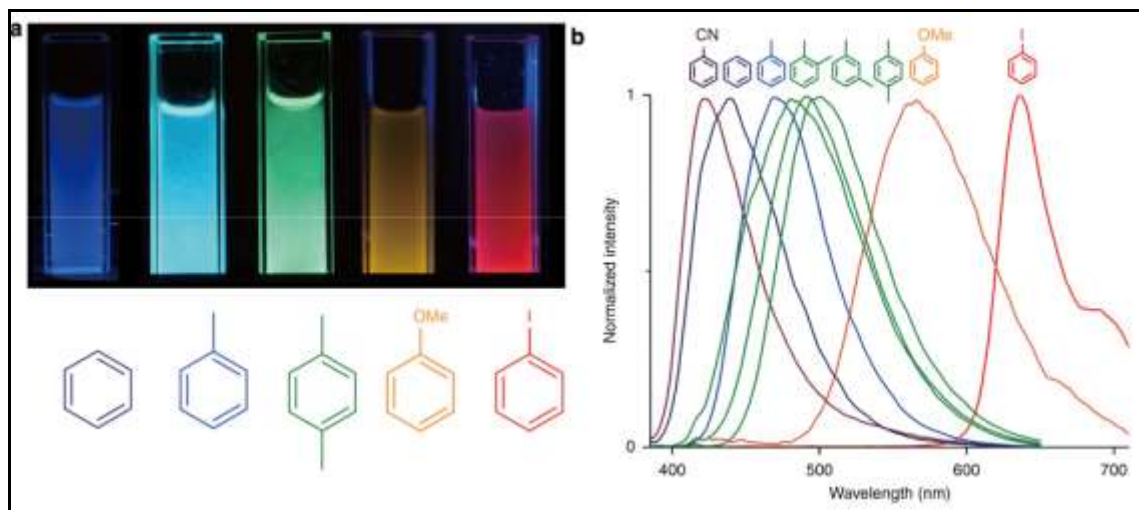 a
OMe
I
b
CN
OMe
I
1
0
400
500
600
700
Normalized intensity
Wavelength (nm)